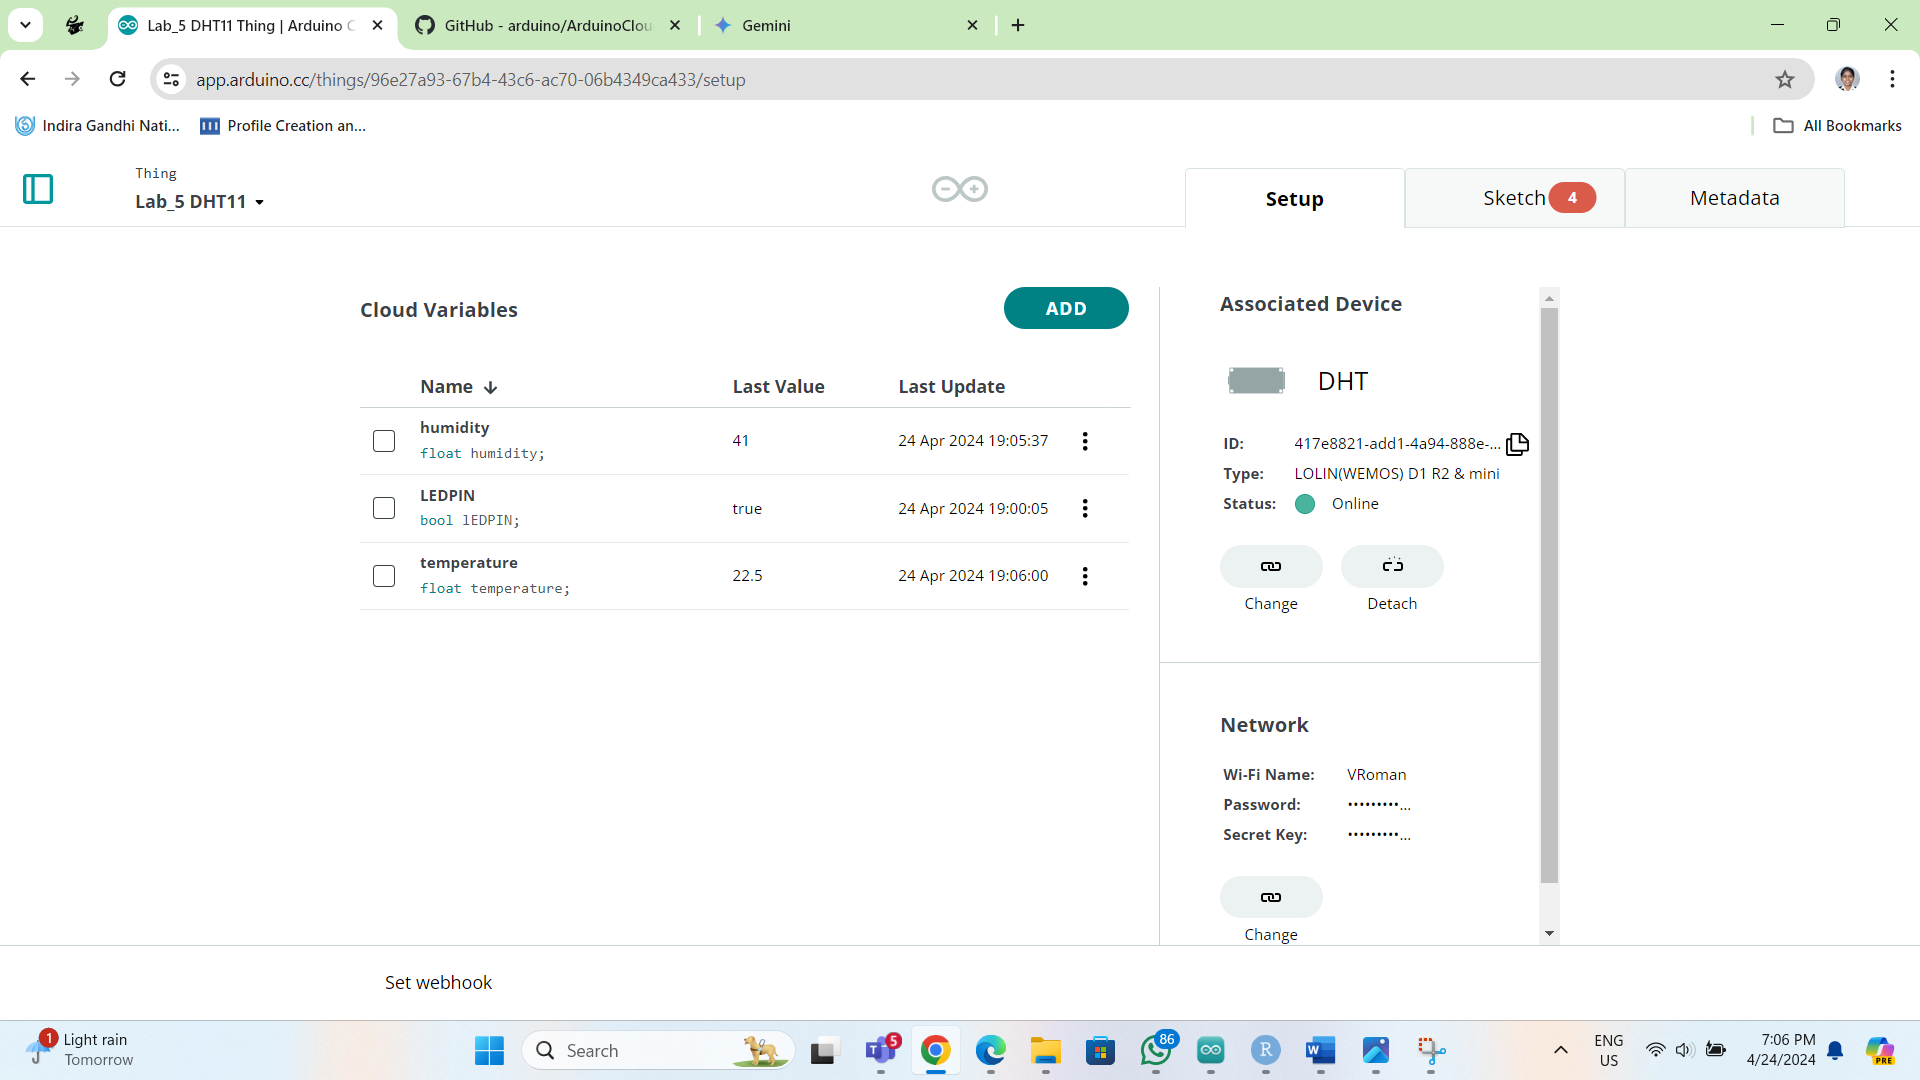 Lab_5 DHT11 Thing | Arduino C
GitHub - arduino/ArduinoClou
Gemini
app.arduino.cc/things/96e27a93-67b4-43c6-ac70-06b4349ca433/setup
Indira Gandhi Nati...
Profile Creation an...
All Bookmarks
Thing
Lab_5 DHT11
Setup
Sketch 4
Metadata
Cloud Variables
ADD
Name Last Value Last Update
humidity
float humidity;
41
24 Apr 2024 19:05:37
LEDPIN
bool lEDPIN;
true
24 Apr 2024 19:00:05
temperature
float temperature;
22.5
24 Apr 2024 19:06:00
Associated Device
DHT
ID: 417e8821-add1-4a94-888e-...
Type: LOLIN(WEMOS) D1 R2 & mini
Status: Online
Change
Detach
Network
Wi-Fi Name: VRoman
Password: •••••••••...
Secret Key: •••••••••...
Change
Set webhook
1
Light rain
Tomorrow
Search
5
86
R
W
PRE
ENG
US
7:06 PM
4/24/2024